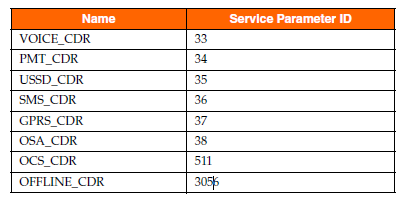 Name Service Parameter ID
VOICE_CDR 33
PMT_CDR 34
USSD_CDR 35
SMS_CDR 36
GPRS_CDR 37
OSA_CDR 38
OCS_CDR 511
OFFLINE_CDR 3056